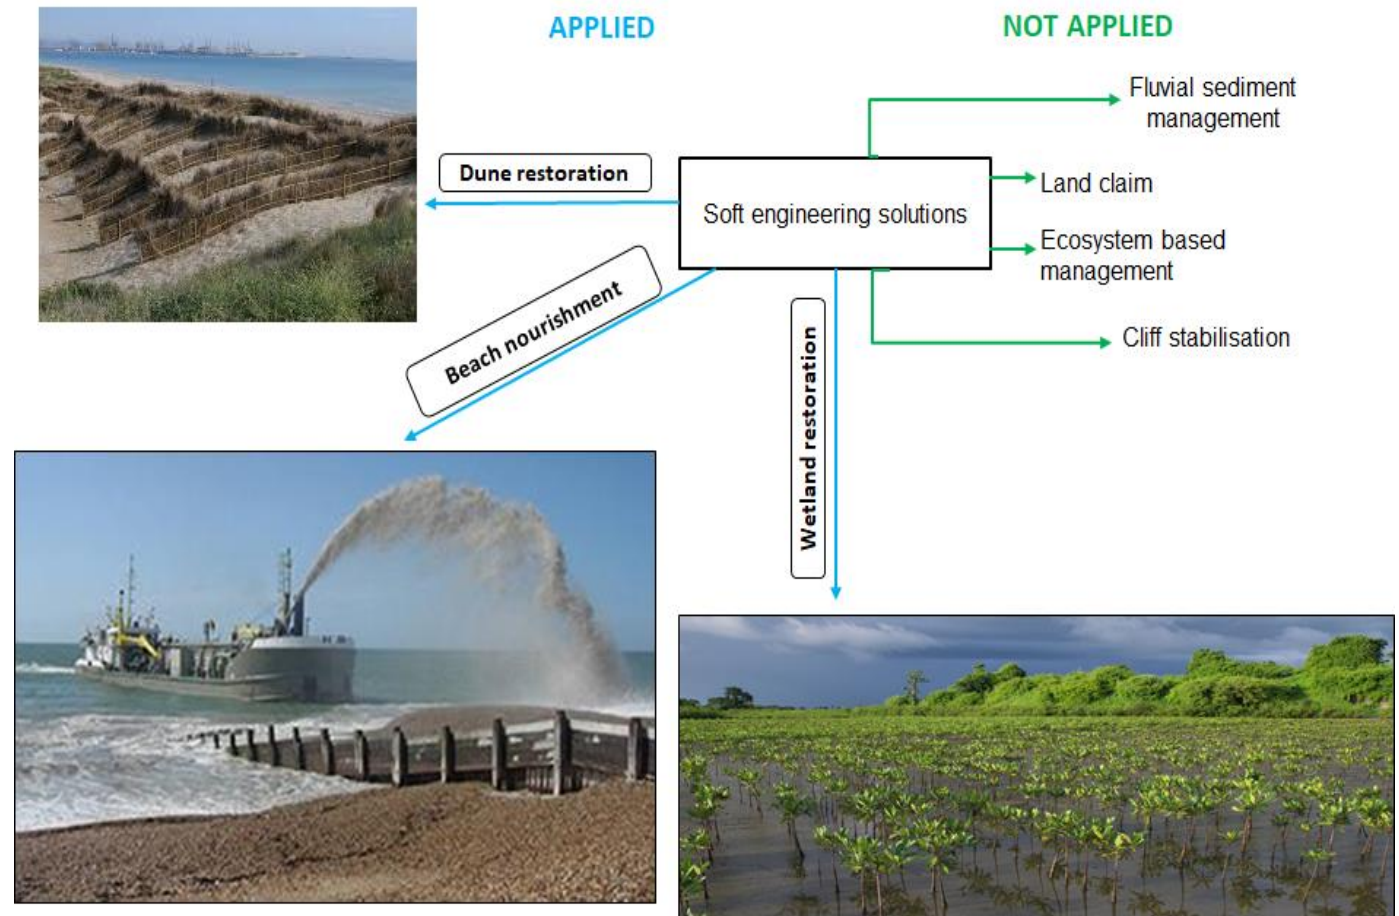 APPLIED
NOT APPLIED
Fluvial sediment
management
Dune restoration
Land claim
Soft engineering solutions
Ecosystem based
management
Beach nourishment
Wetland restoration
Cliff stabilisation